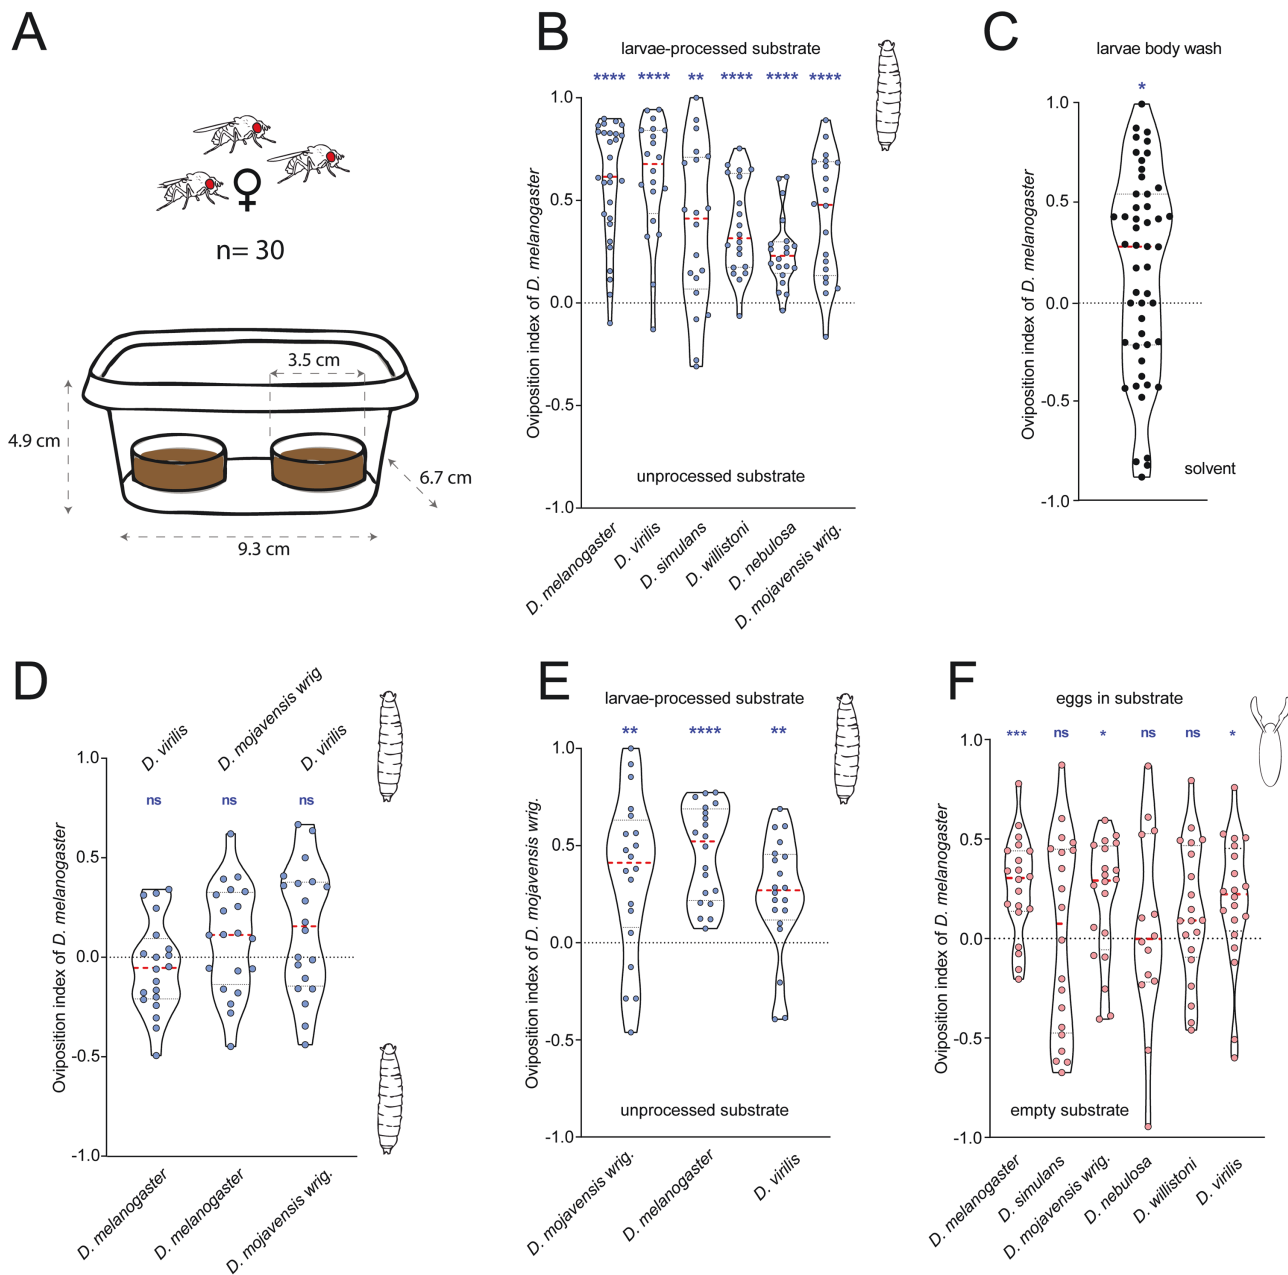 A
♀
n= 30
3.5 cm
4.9 cm
6.7 cm
9.3 cm
B
larvae-processed substrate
**** **** ** **** **** ****
1.0
0.5
0.0
-0.5
-1.0
Oviposition index of D. melanogaster
unprocessed substrate
D. melanogaster
D. virilis
D. simulans
D. willistoni
D. nebulosa
D. mojavensis wrig.
C
larvae body wash
*
1.0
0.5
0.0
-0.5
-1.0
Oviposition index of D. melanogaster
solvent
D
D. virilis
D. mojavensis wrig
D. virilis
ns ns ns
1.0
0.5
0.0
-0.5
-1.0
Oviposition index of D. melanogaster
D. melanogaster
D. melanogaster
D. mojavensis wrig.
E
larvae-processed substrate
** **** **
1.0
0.5
0.0
-0.5
-1.0
Oviposition index of D. mojavensis wrig.
unprocessed substrate
D. mojavensis wrig.
D. melanogaster
D. virilis
F
eggs in substrate
*** ns * ns ns *
1.0
0.5
0.0
-0.5
-1.0
Oviposition index of D. melanogaster
empty substrate
D. melanogaster
D. simulans
D. mojavensis wrig.
D. nebulosa
D. willistoni
D. virilis